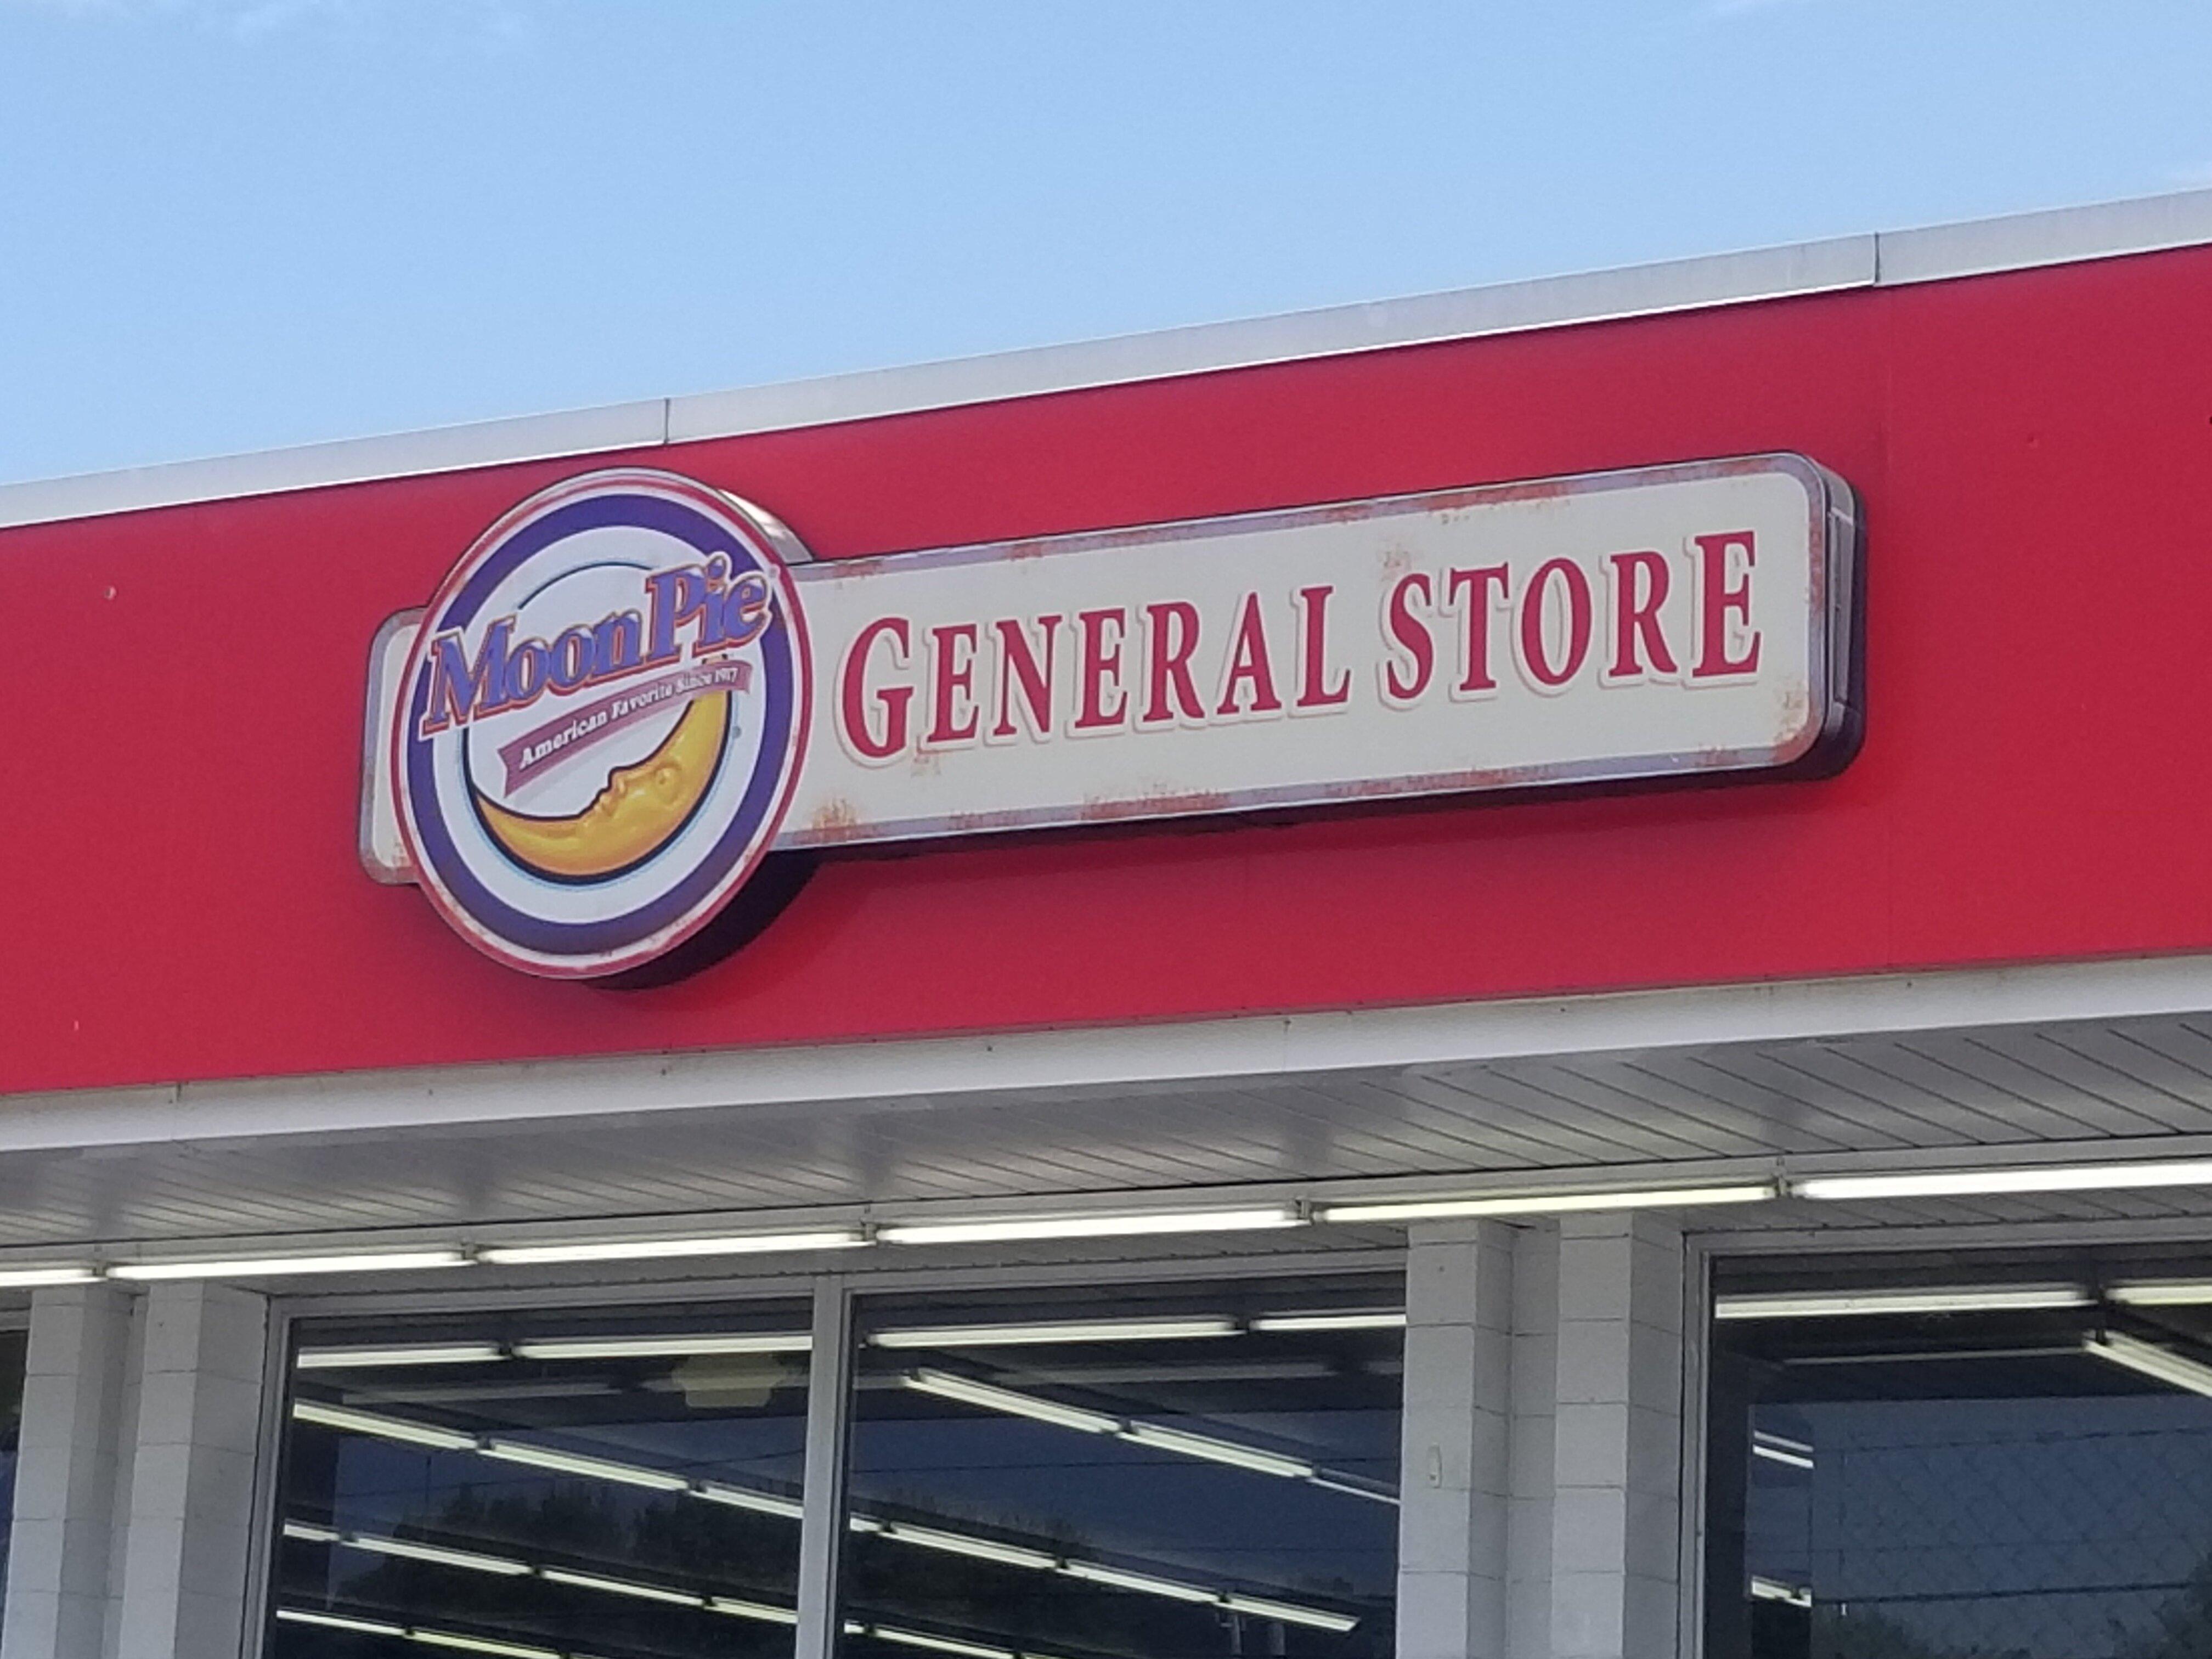 MoonPie
American Favorite Since 1917
GENERAL STORE